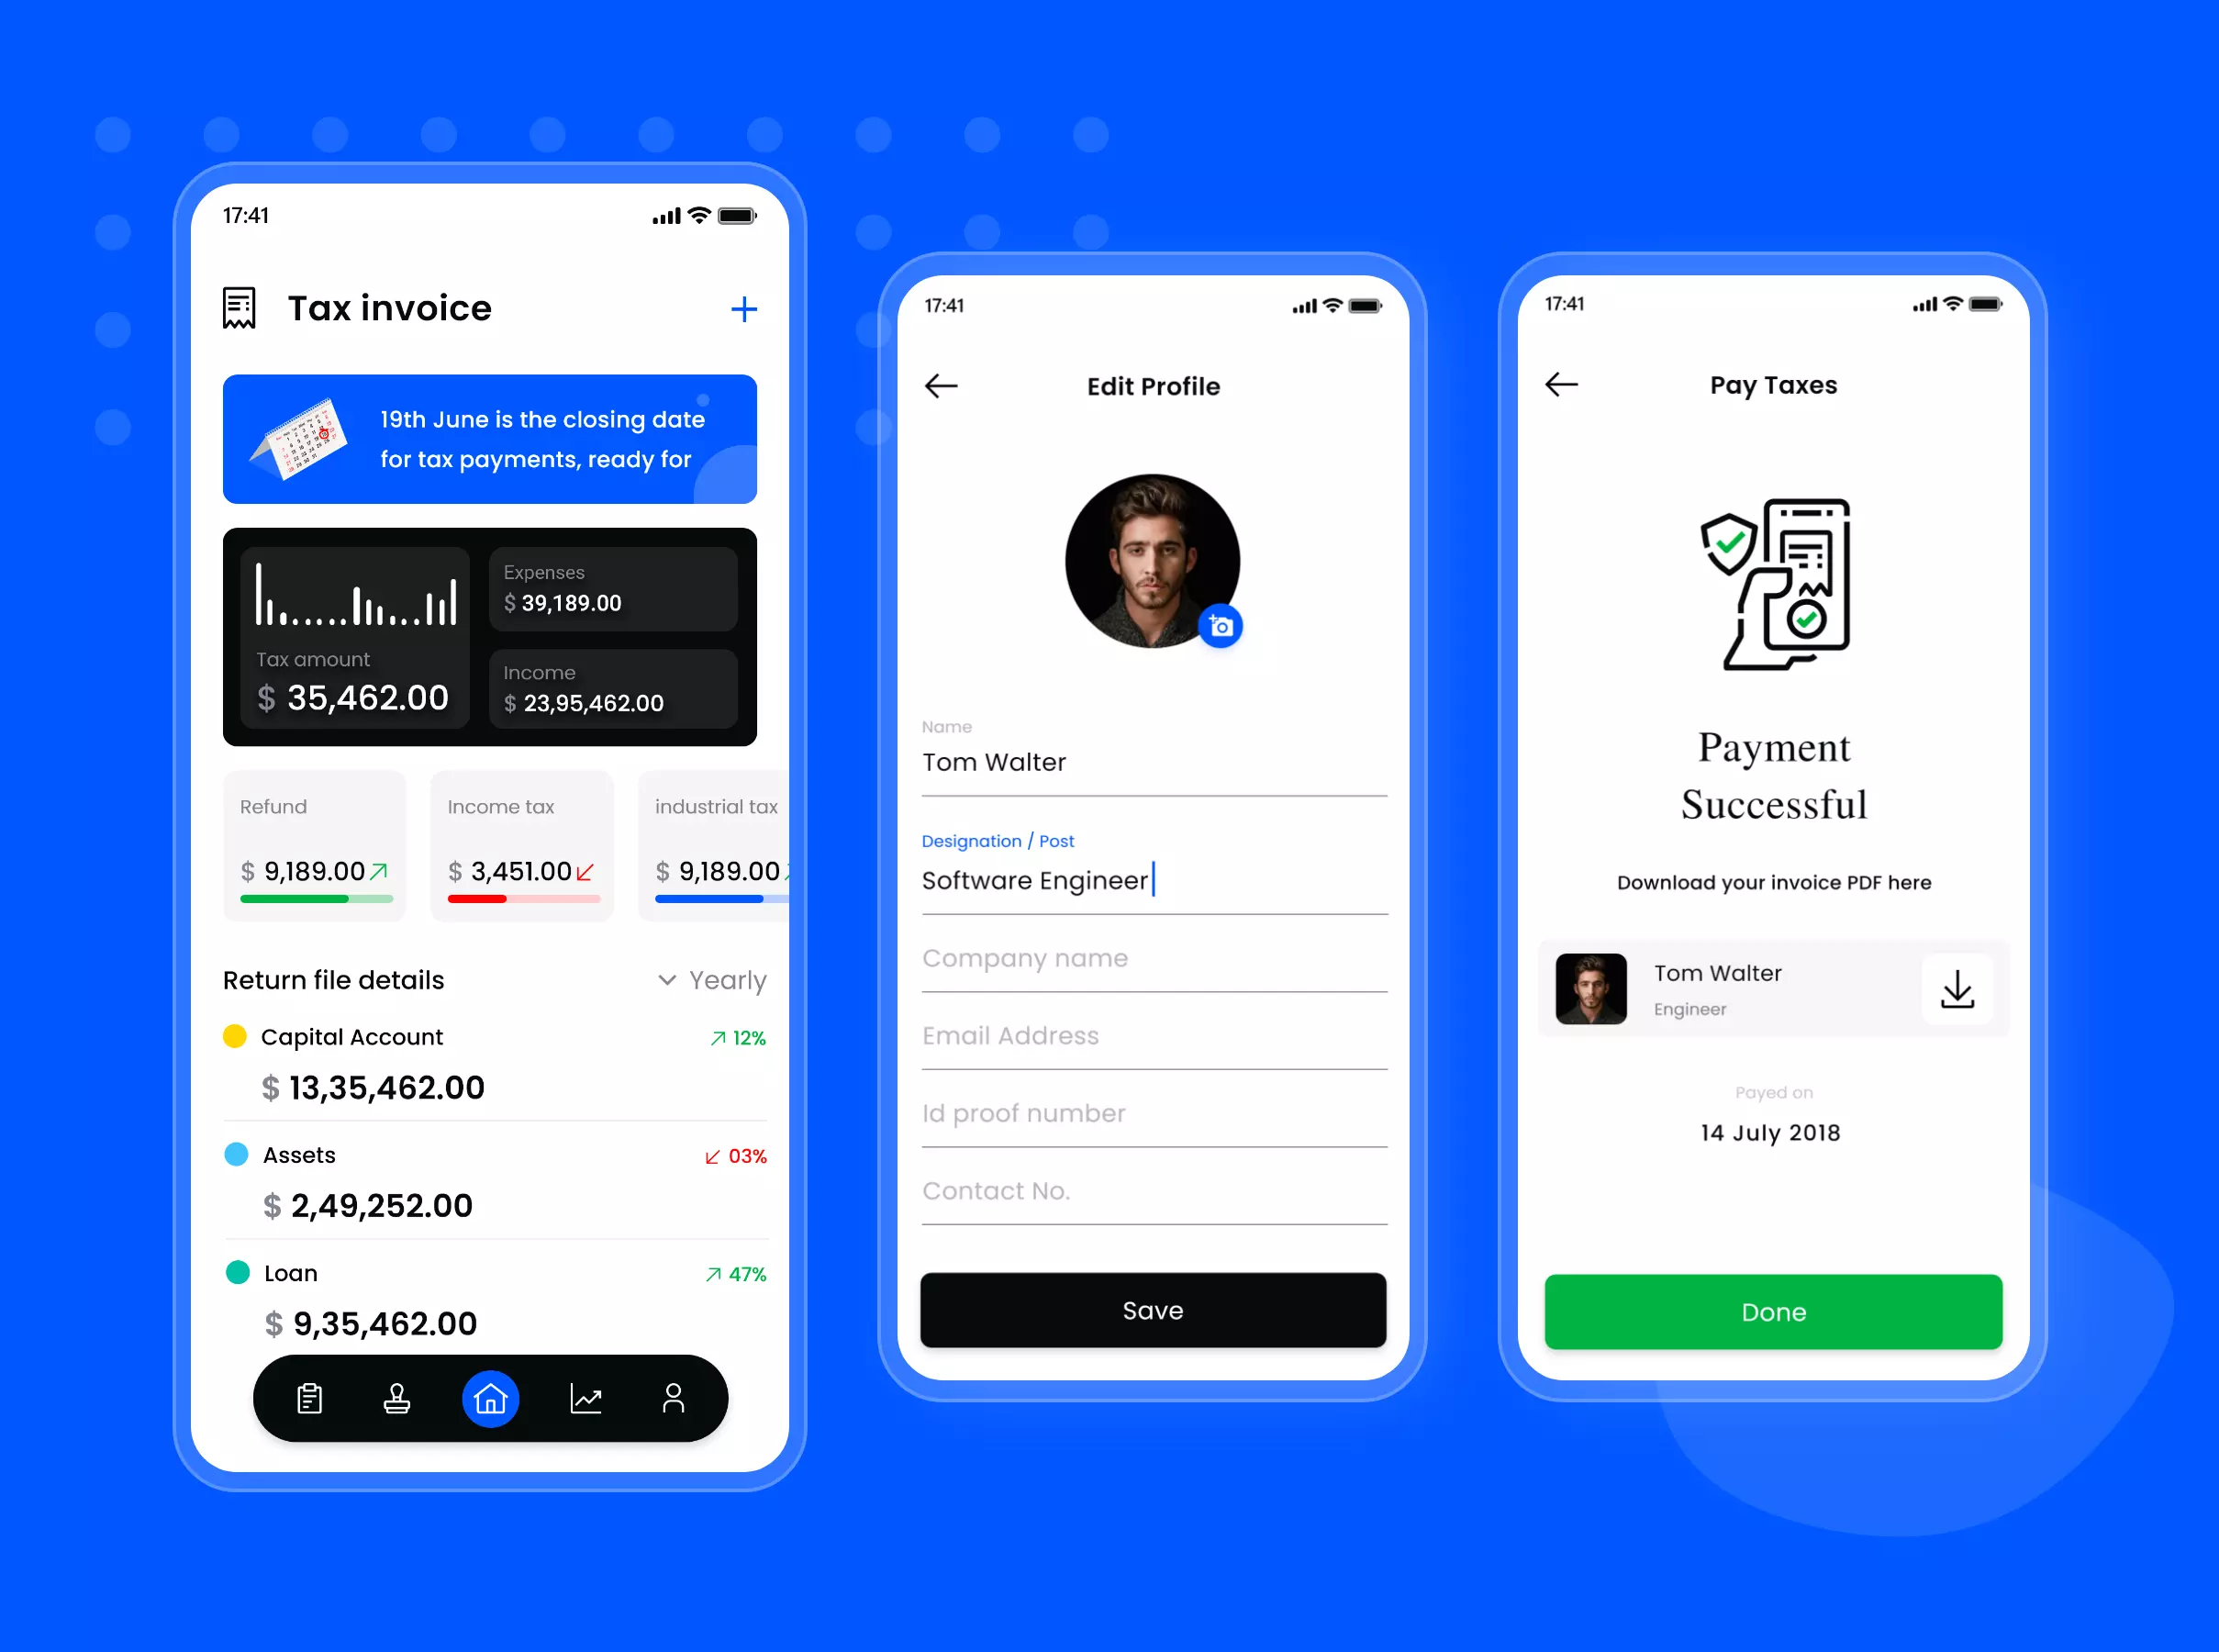 17:41
Tax invoice
19th June is the closing date
for tax payments, ready for
Tax amount
$ 35,462.00
Expenses
$ 39,189.00
Income
$ 23,95,462.00
Refund
$ 9,189.00
Income tax
$ 3,451.00
industrial tax
$ 9,189.00
Return file details
Yearly
Capital Account
12%
$ 13,35,462.00
Assets
03%
$ 2,49,252.00
Loan
47%
$ 9,35,462.00
17:41
Edit Profile
Name
Tom Walter
Designation / Post
Software Engineer
Company name
Email Address
Id proof number
Contact No.
Save
17:41
Pay Taxes
Payment
Successful
Download your invoice PDF here
Tom Walter
Engineer
Payed on
14 July 2018
Done